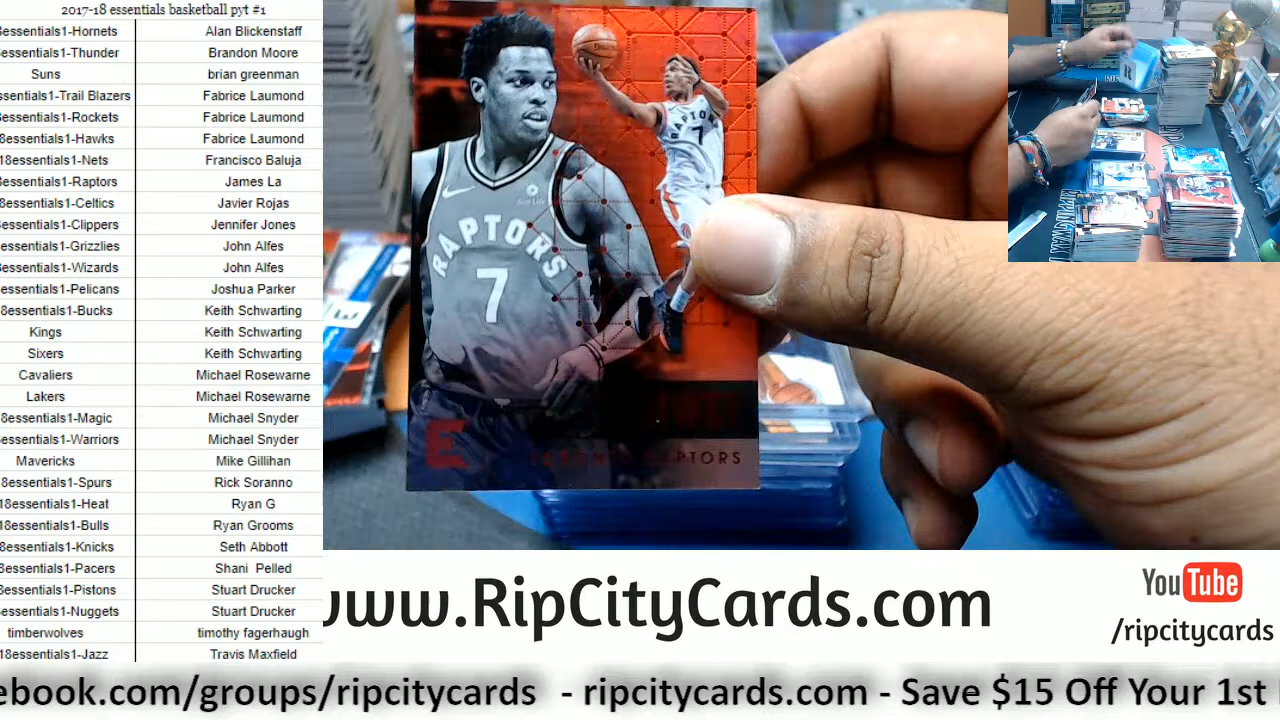 2017-18 essentials basketball pyt #1
essentials1-Hornets Alan Blickenstaff
essentials1-Thunder Brandon Moore
Suns brian greenman
ssentials1-Trail Blazers Fabrice Laumond
essentials1-Rockets Fabrice Laumond
8essentials1-Hawks Fabrice Laumond
18essentials1-Nets Francisco Baluja
essentials1-Raptors James La
8essentials1-Celtics Javier Rojas
essentials1-Clippers Jennifer Jones
essentials1-Grizzlies John Alfes
essentials1-Wizards John Alfes
essentials1-Pelicans Joshua Parker
8essentials1-Bucks Keith Schwarting
Kings Keith Schwarting
Sixers Keith Schwarting
Cavaliers Michael Rosewarne
Lakers Michael Rosewarne
8essentials1-Magic Michael Snyder
essentials1-Warriors Michael Snyder
Mavericks Mike Gillihan
8essentials1-Spurs Rick Soranno
18essentials1-Heat Ryan G
18essentials1-Bulls Ryan Grooms
8essentials1-Knicks Seth Abbott
8essentials1-Pacers Shani Pelled
8essentials1-Pistons Stuart Drucker
essentials1-Nuggets Stuart Drucker
timberwolves timothy fagerhaugh
18essentials1-Jazz Travis Maxfield
RAPTORS
7
Sun Life
RAPTORS
7
E
TORONTO RAPTORS
www.RipCityCards.com
YouTube
/ripcitycards
ebook.com/groups/ripcitycards - ripcitycards.com - Save $15 Off Your 1st